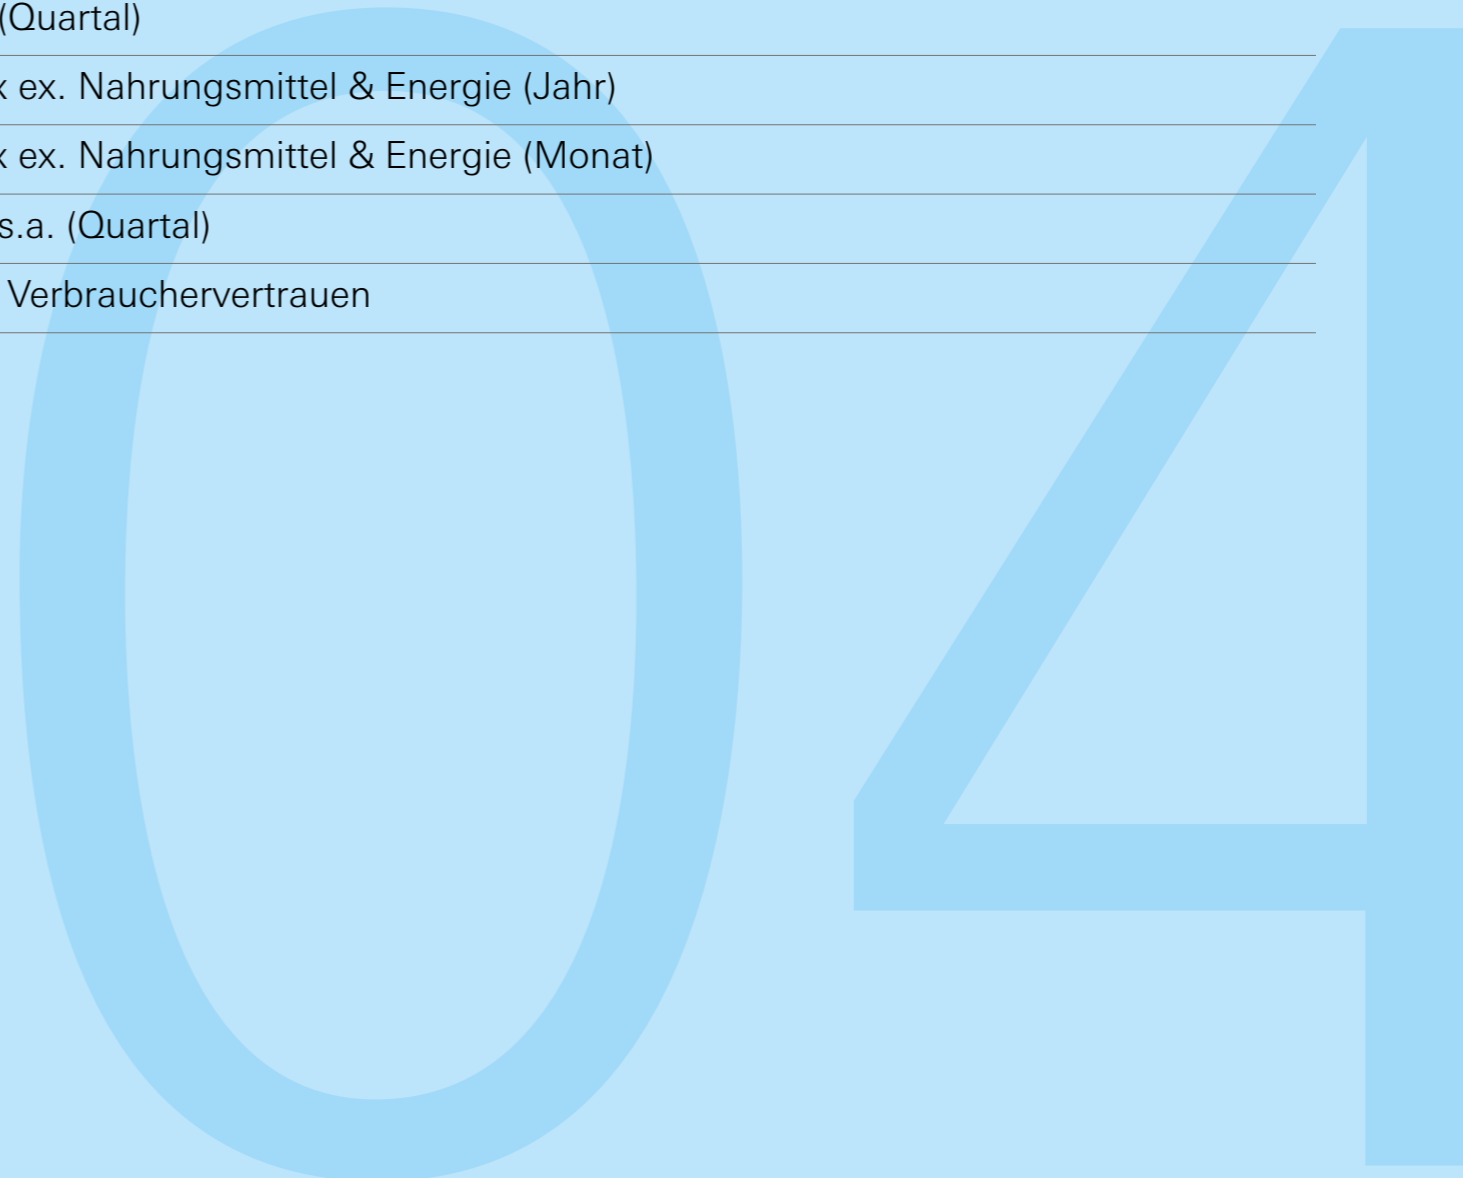 (Quartal)
x ex. Nahrungsmittel & Energie (Jahr)
x ex. Nahrungsmittel & Energie (Monat)
s.a. (Quartal)
Verbrauchervertrauen
04